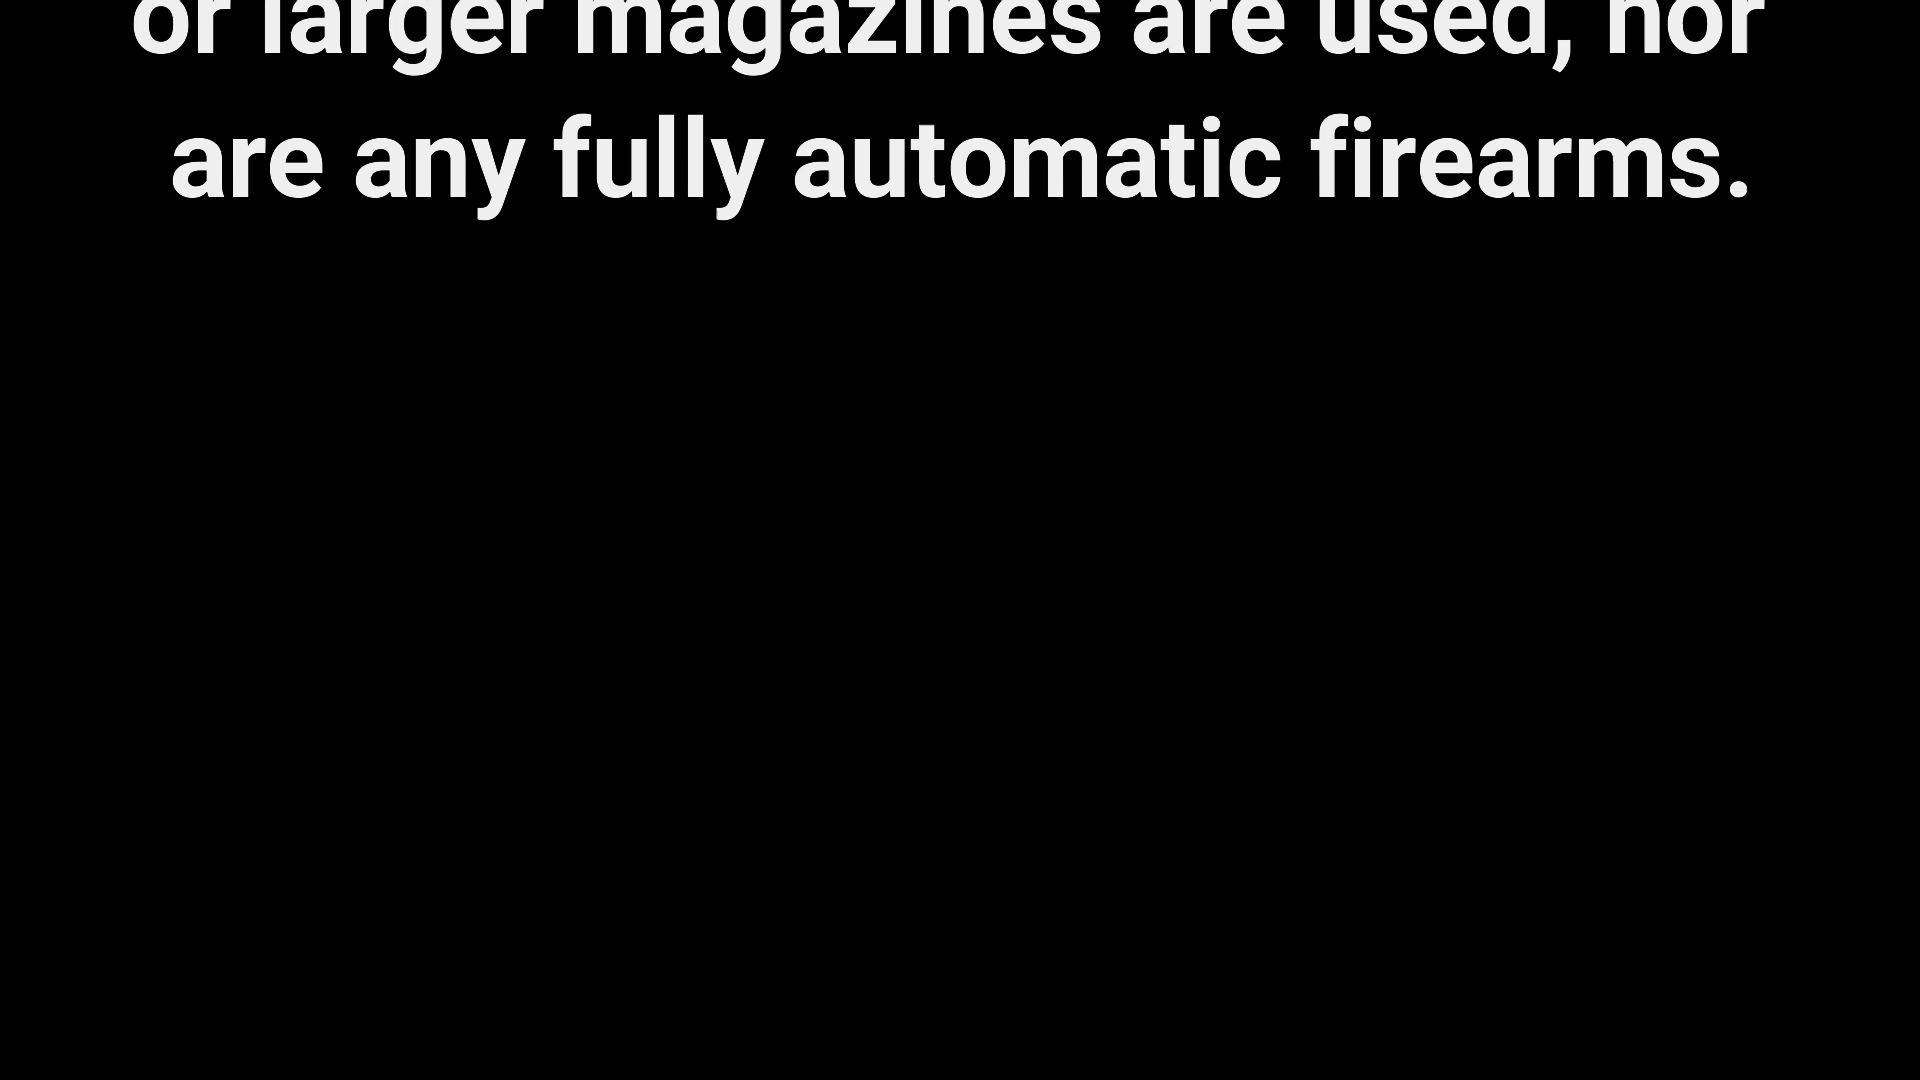 or larger magazines are used, nor
are any fully automatic firearms.